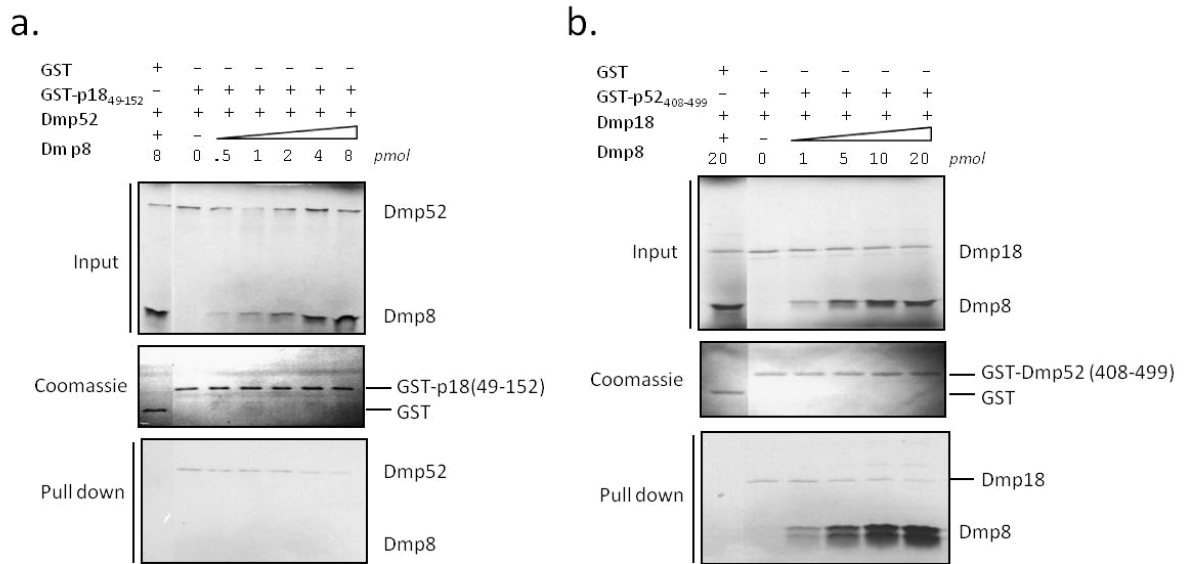 a.
GST + - - - - - -
GST-p18₄₉₋₁₅₂ - + + + + + +
Dmp52 + + + + + + +
+ -
Dm p8 8 0 .5 1 2 4 8 pmol
Input
Dmp52
Dmp8
Coomassie
GST-p18(49-152)
GST
Pull down
Dmp52
Dmp8
b.
GST + - - - - -
GST-p52₄₀₈₋₄₉₉ - + + + + +
Dmp18 + + + + + +
+ -
Dmp8 20 0 1 5 10 20 pmol
Input
Dmp18
Dmp8
Coomassie
GST-Dmp52 (408-499)
GST
Pull down
Dmp18
Dmp8